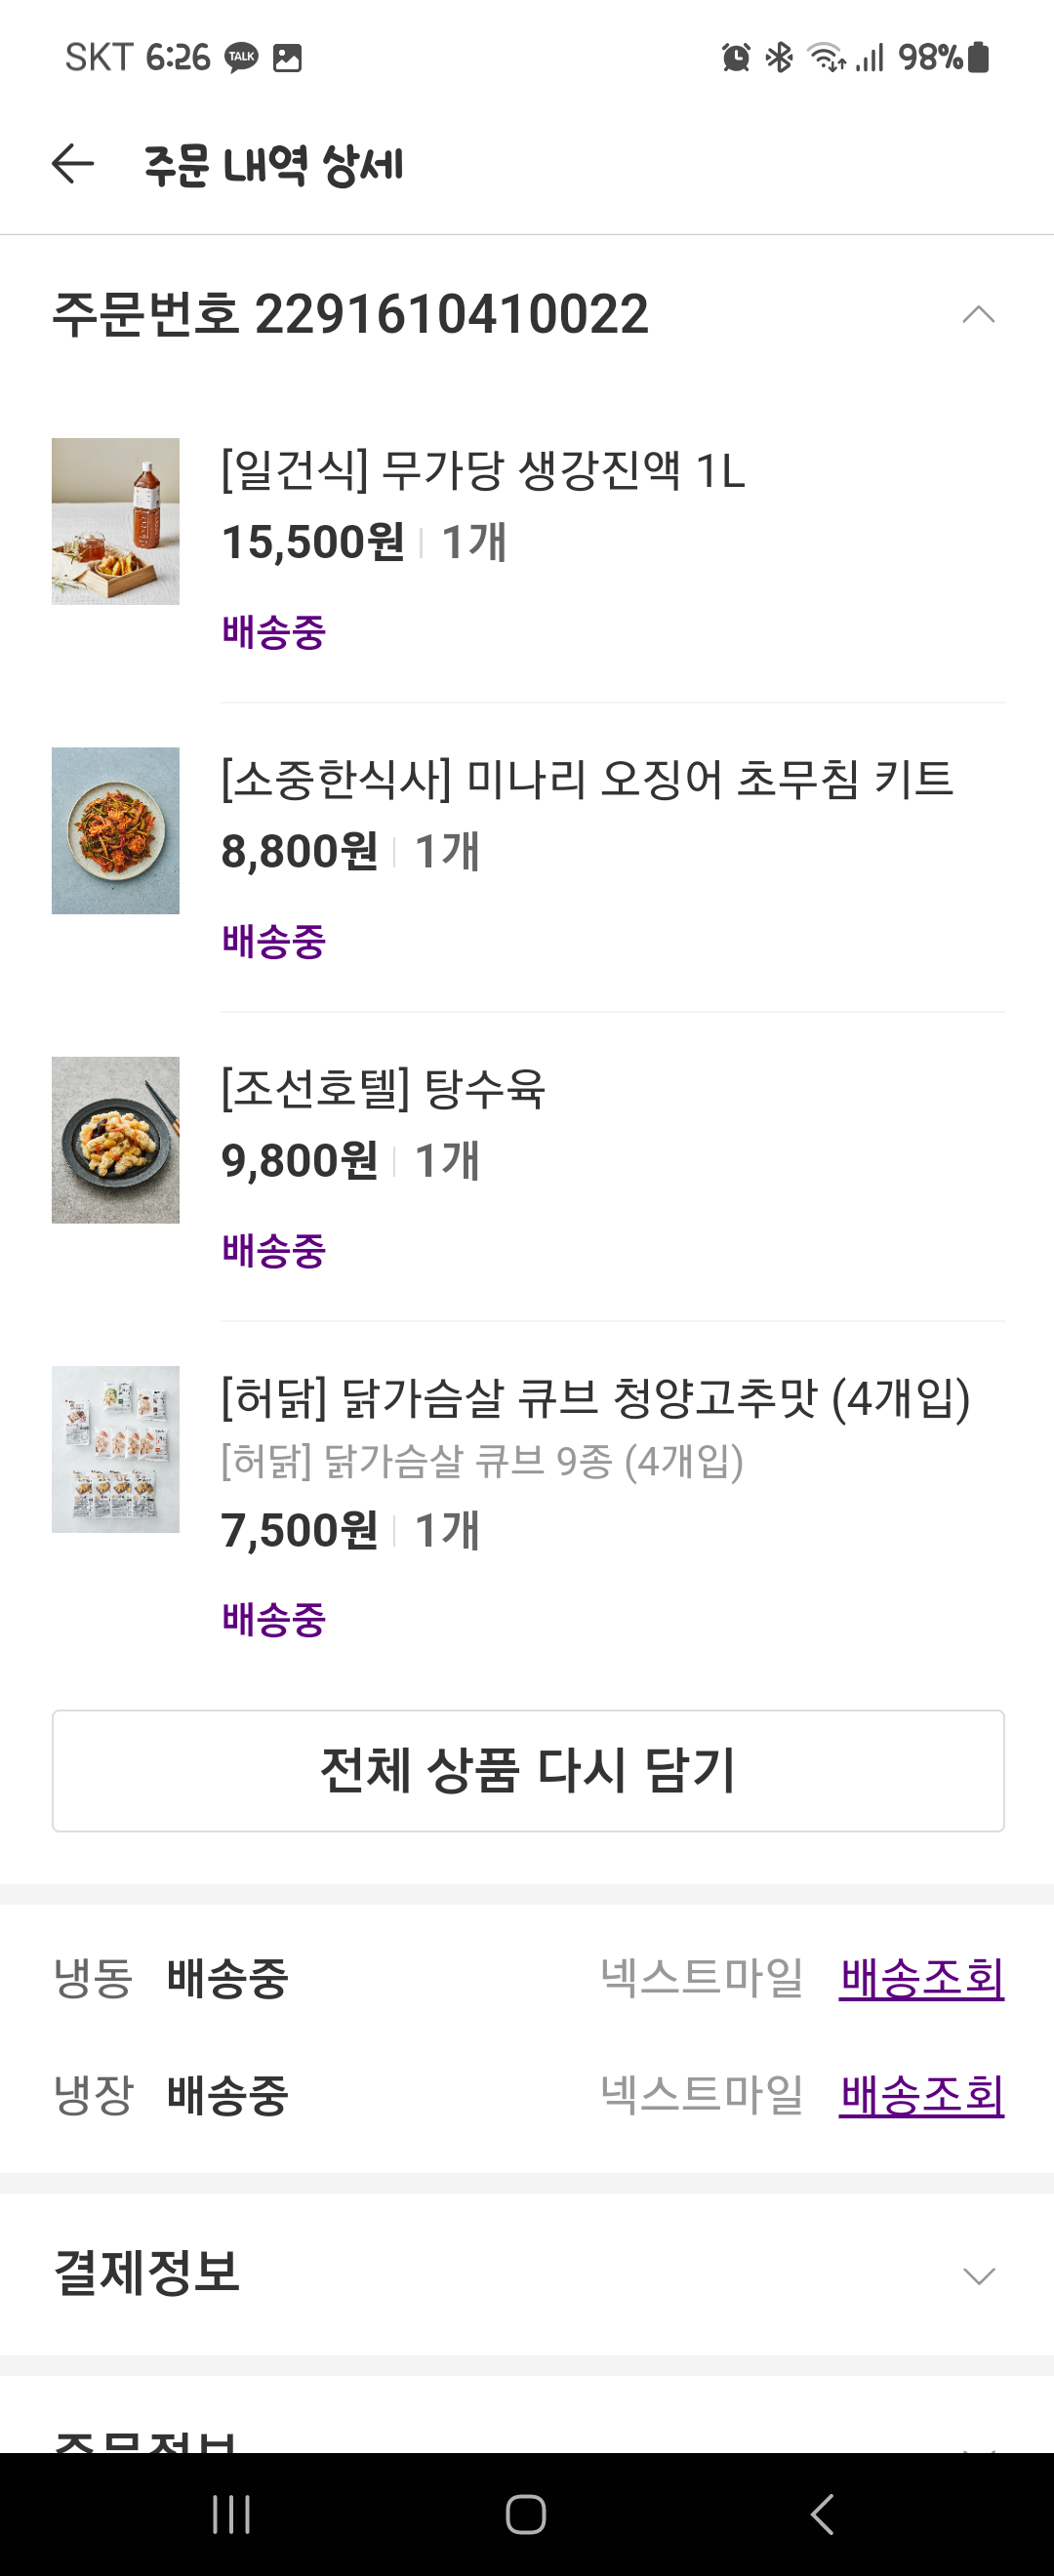 SKT 6:26 TALK 98%
주문 내역 상세
주문번호 2291610410022
[일건식] 무가당 생강진액 1L
15,500원 1개
배송중
[소중한식사] 미나리 오징어 초무침 키트
8,800원 1개
배송중
[조선호텔] 탕수육
9,800원 1개
배송중
[허닭] 닭가슴살 큐브 청양고추맛 (4개입)
[허닭] 닭가슴살 큐브 9종 (4개입)
7,500원 1개
배송중
전체 상품 다시 담기
냉동 배송중 넥스트마일 배송조회
냉장 배송중 넥스트마일 배송조회
결제정보
주문정보